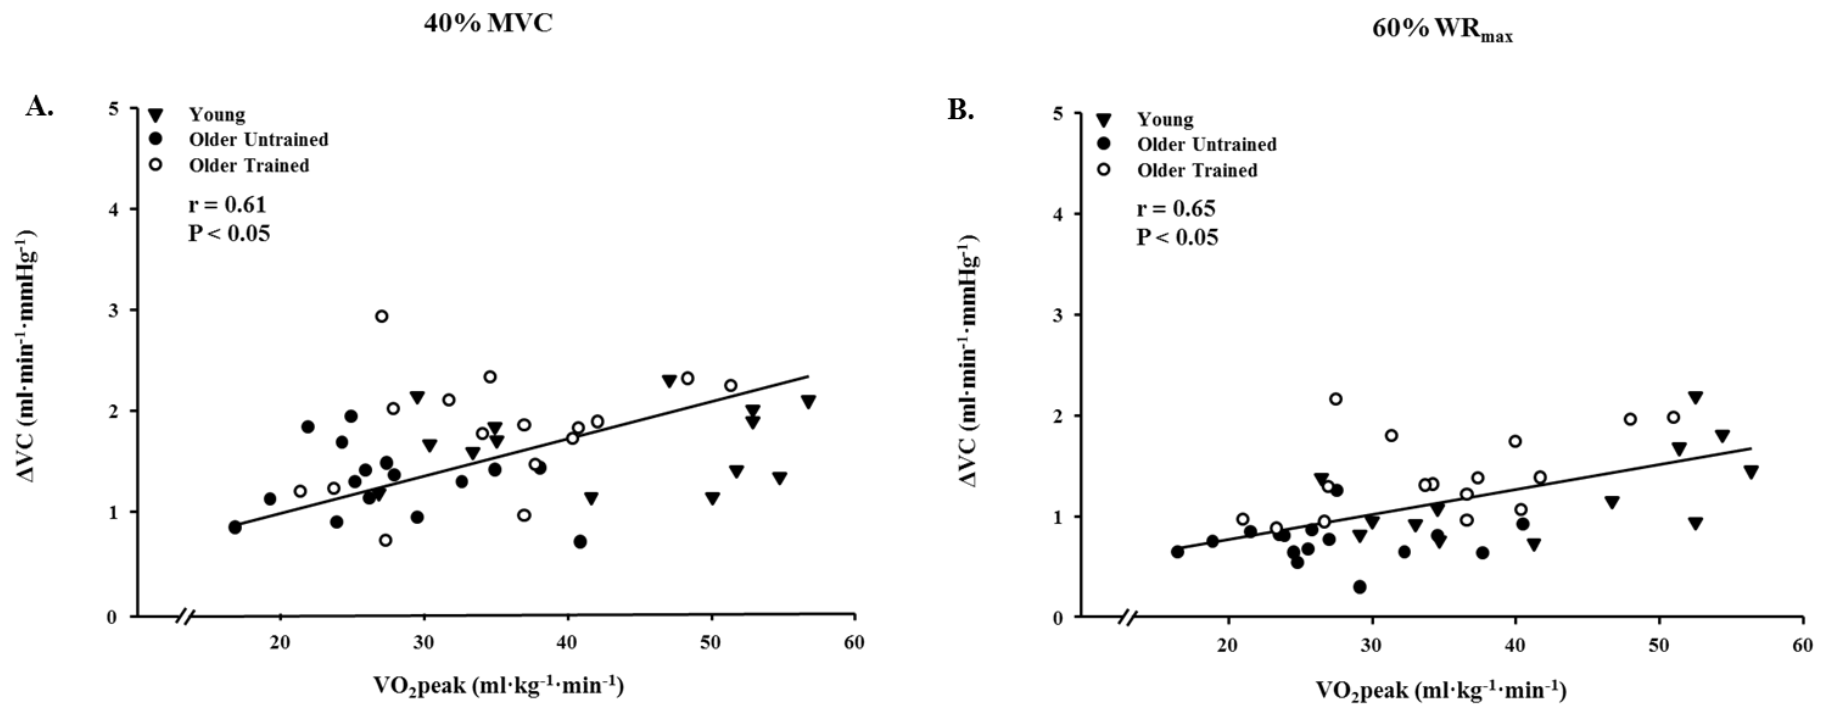 40% MVC
A.
Young
Older Untrained
Older Trained
r = 0.61
P < 0.05
5
4
3
2
1
0
ΔVC (ml·min⁻¹·mmHg⁻¹)
20 30 40 50 60
VO₂peak (ml·kg⁻¹·min⁻¹)
60% WRmax
B.
Young
Older Untrained
Older Trained
r = 0.65
P < 0.05
5
4
3
2
1
0
ΔVC (ml·min⁻¹·mmHg⁻¹)
20 30 40 50 60
VO₂peak (ml·kg⁻¹·min⁻¹)